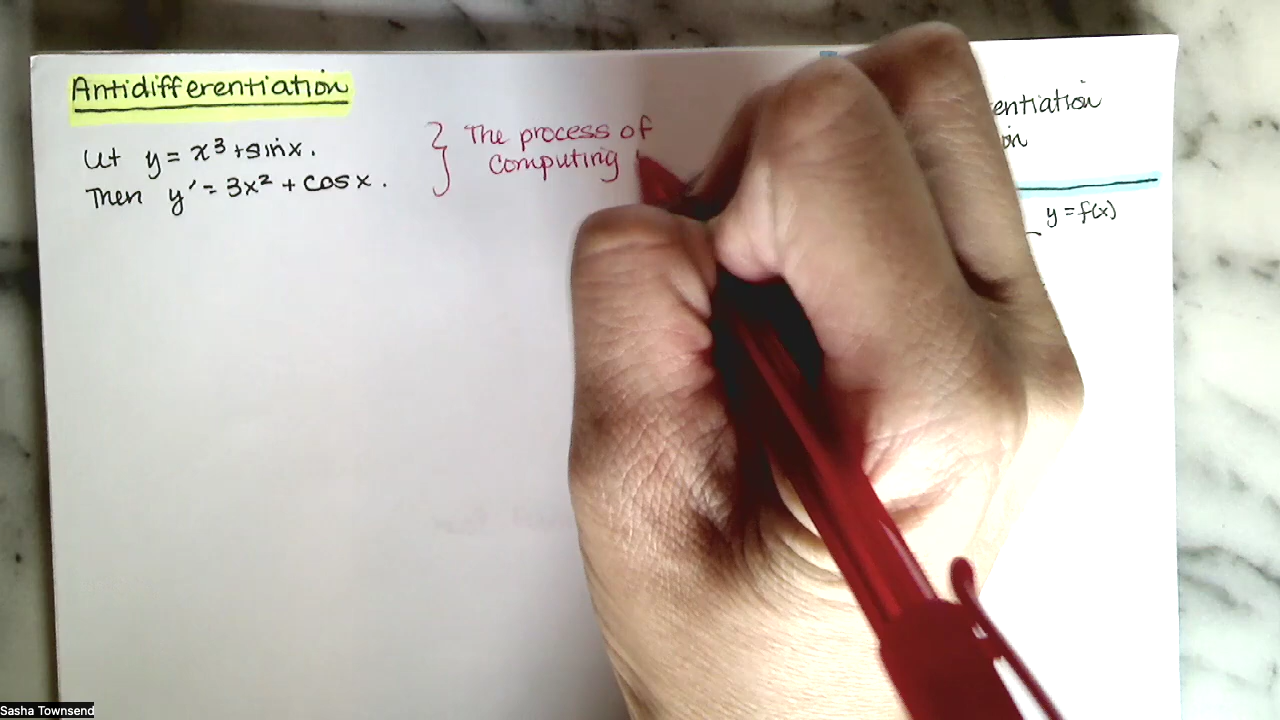 Antidifferentiation
Let y = x³ + sin x.
Then y' = 3x² + cos x.
The process of
computing
entiation
on
y = f(x)
Sasha Townsend